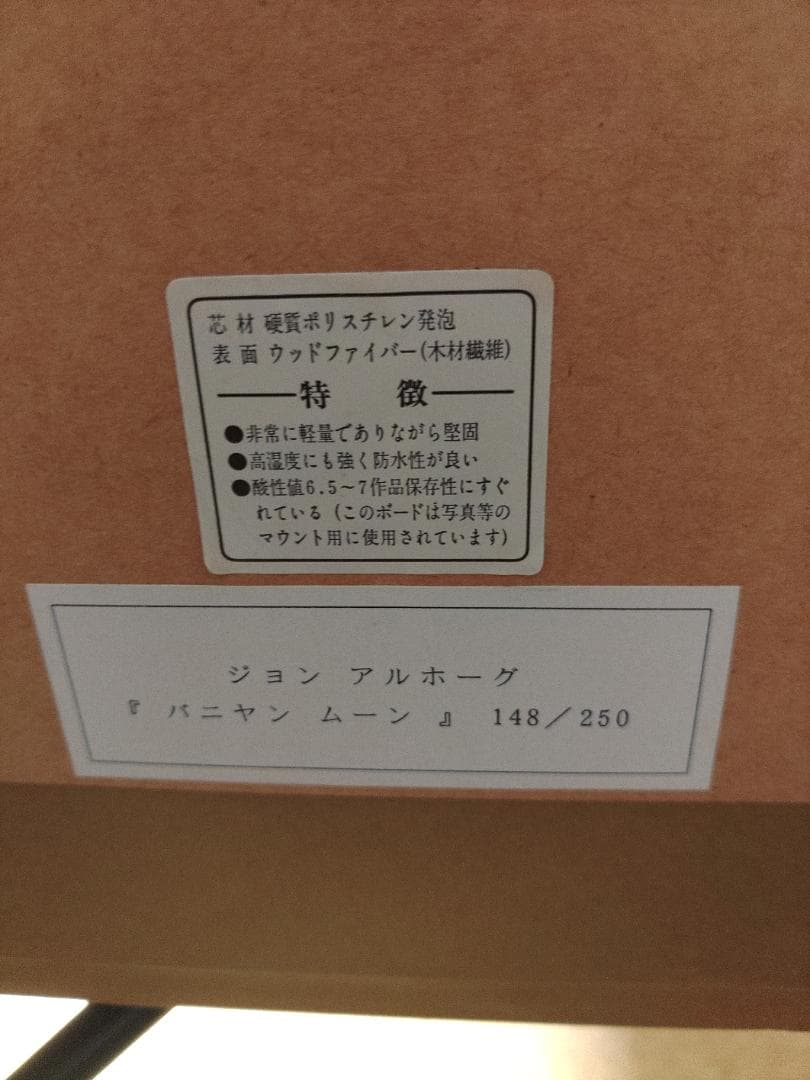 芯 材 硬質ポリスチレン発泡
表 面 ウッドファイバー(木材繊維)
特 徴
●非常に軽量でありながら堅固
●高湿度にも強く防水性が良い
●酸性値6.5〜7作品保存性にすぐ
れている(このボードは写真等の
マウント用に使用されています)
ジョン アルホーグ
『 バニヤン ムーン 』 148/250